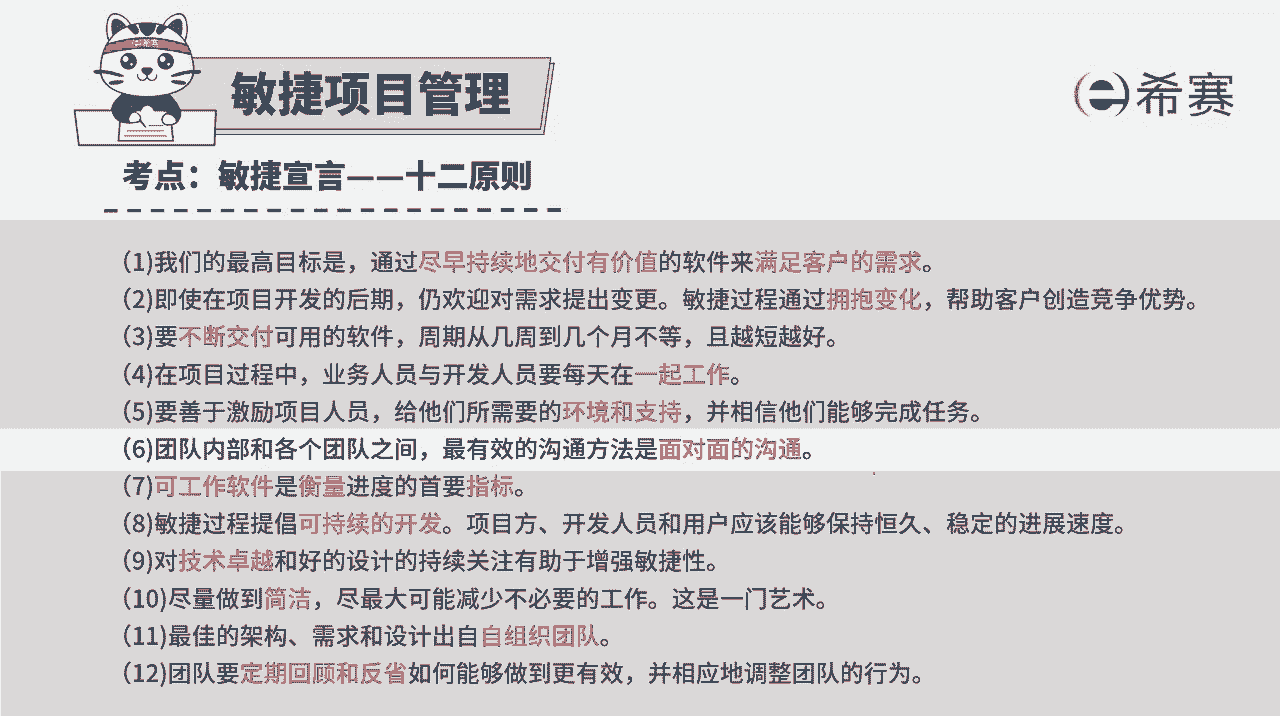 敏捷项目管理
希赛
考点：敏捷宣言——十二原则
(1)我们的最高目标是，通过尽早持续地交付有价值的软件来满足客户的需求。
(2)即使在项目开发的后期，仍欢迎对需求提出变更。敏捷过程通过拥抱变化，帮助客户创造竞争优势。
(3)要不断交付可用的软件，周期从几周到几个月不等，且越短越好。
(4)在项目过程中，业务人员与开发人员要每天在一起工作。
(5)要善于激励项目人员，给他们所需要的环境和支持，并相信他们能够完成任务。
(6)团队内部和各个团队之间，最有效的沟通方法是面对面的沟通。
(7)可工作软件是衡量进度的首要指标。
(8)敏捷过程提倡可持续的开发。项目方、开发人员和用户应该能够保持恒久、稳定的进展速度。
(9)对技术卓越和好的设计的持续关注有助于增强敏捷性。
(10)尽量做到简洁，尽最大可能减少不必要的工作。这是一门艺术。
(11)最佳的架构、需求和设计出自自组织团队。
(12)团队要定期回顾和反省如何能够做到更有效，并相应地调整团队的行为。